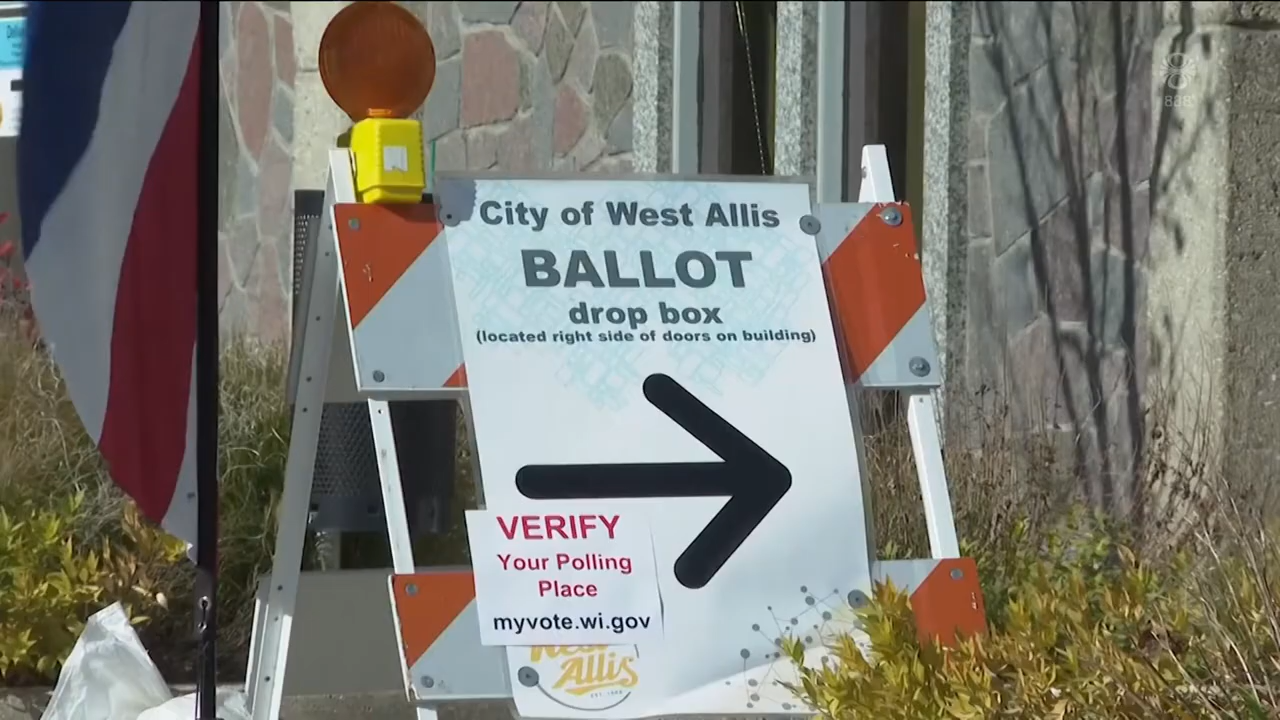 City of West Allis
BALLOT
drop box
(located right side of doors on building)
VERIFY
Your Polling
Place
myvote.wi.gov
West
Allis
8